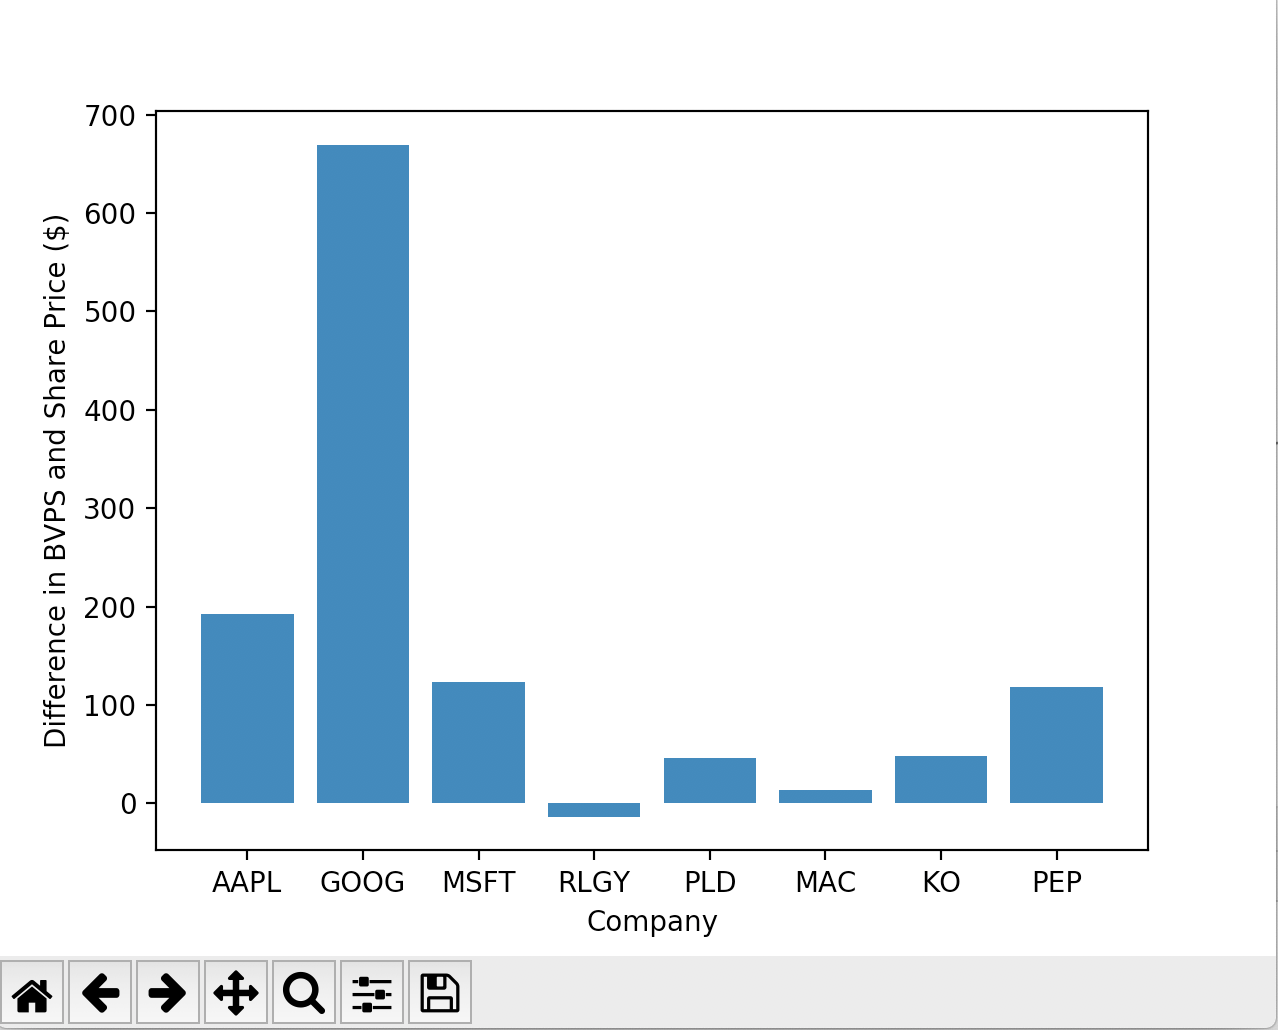 Difference in BVPS and Share Price ($)
700
600
500
400
300
200
100
0
AAPL GOOG MSFT RLGY PLD MAC KO PEP
Company